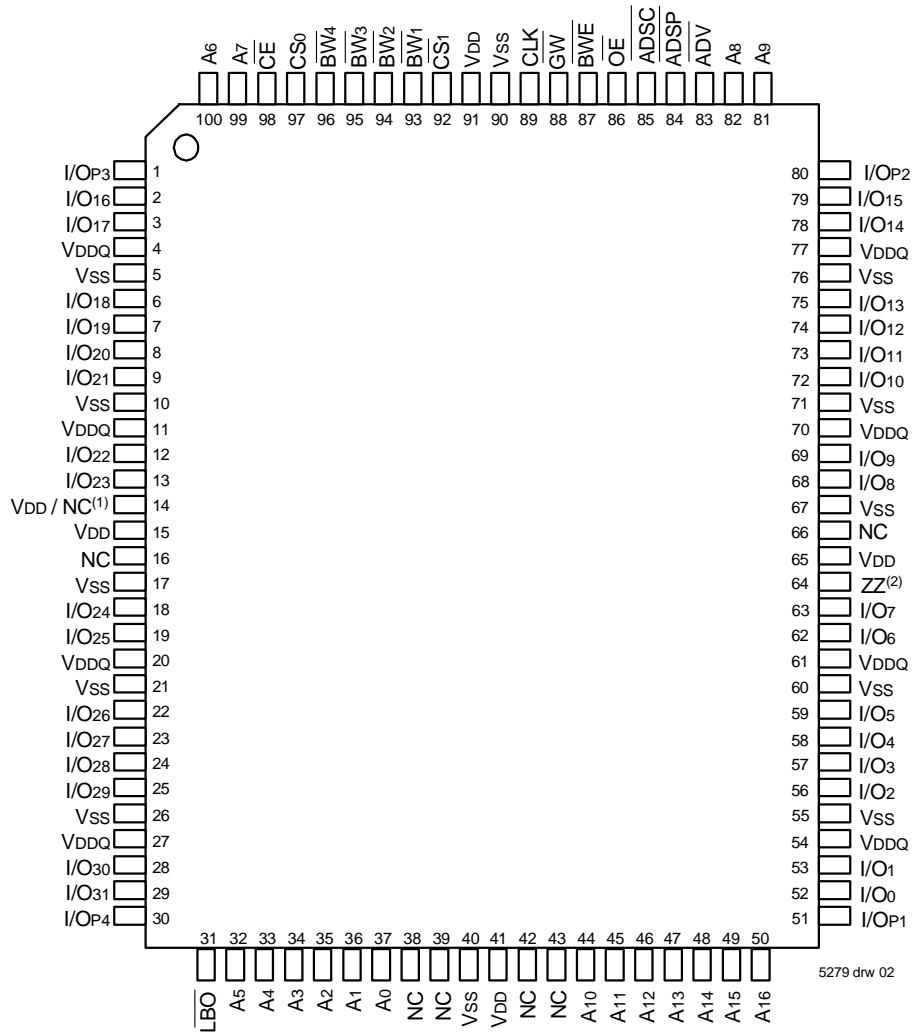 A6 A7 CE CS0 BW4 BW3 BW2 BW1 CS1 VDD VSS CLK GW BWE OE ADSC ADSP ADV A8 A9
100 99 98 97 96 95 94 93 92 91 90 89 88 87 86 85 84 83 82 81
I/OP3 1 80 I/OP2
I/O16 2 79 I/O15
I/O17 3 78 I/O14
VDDQ 4 77 VDDQ
VSS 5 76 VSS
I/O18 6 75 I/O13
I/O19 7 74 I/O12
I/O20 8 73 I/O11
I/O21 9 72 I/O10
VSS 10 71 VSS
VDDQ 11 70 VDDQ
I/O22 12 69 I/O9
I/O23 13 68 I/O8
VDD / NC(1) 14 67 VSS
VDD 15 66 NC
NC 16 65 VDD
VSS 17 64 ZZ(2)
I/O24 18 63 I/O7
I/O25 19 62 I/O6
VDDQ 20 61 VDDQ
VSS 21 60 VSS
I/O26 22 59 I/O5
I/O27 23 58 I/O4
I/O28 24 57 I/O3
I/O29 25 56 I/O2
VSS 26 55 VSS
VDDQ 27 54 VDDQ
I/O30 28 53 I/O1
I/O31 29 52 I/O0
I/OP4 30 51 I/OP1
31 32 33 34 35 36 37 38 39 40 41 42 43 44 45 46 47 48 49 50
LBO A5 A4 A3 A2 A1 A0 NC NC VSS VDD NC NC A10 A11 A12 A13 A14 A15 A16
5279 drw 02